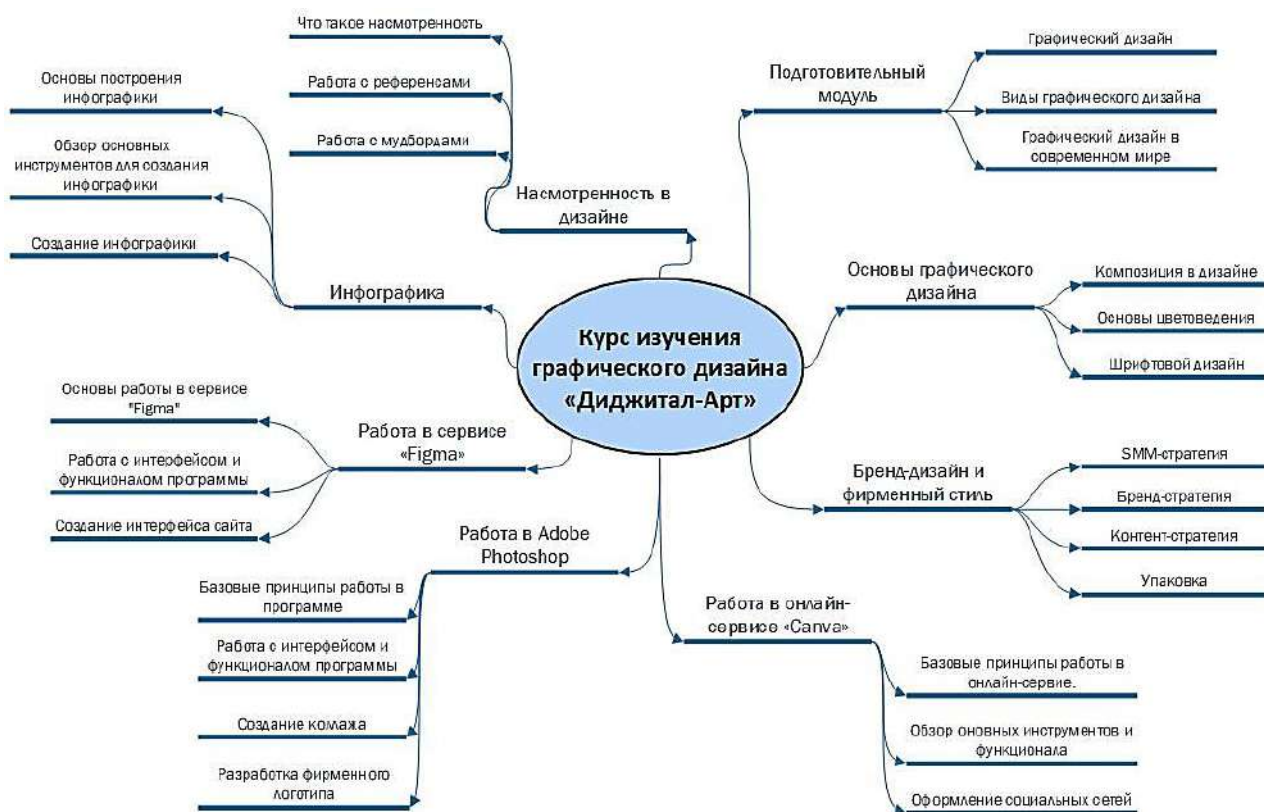 Курс изучения
графического дизайна
«Диджитал-Арт»
Подготовительный
модуль
Графический дизайн
Виды графического дизайна
Графический дизайн в
современном мире
Основы графического
дизайна
Композиция в дизайне
Основы цветоведения
Шрифтовой дизайн
Бренд-дизайн и
фирменный стиль
SMM-стратегия
Бренд-стратегия
Контент-стратегия
Упаковка
Работа в онлайн-
сервисе «Canva»
Базовые принципы работы в
онлайн-сервие.
Обзор оновных инструментов и
функционала
Оформление социальных сетей
Работа в Adobe
Photoshop
Базовые принципы работы в
программе
Работа с интерфейсом и
функционалом программы
Создание коллажа
Разработка фирменного
логотипа
Работа в сервисе
«Figma»
Основы работы в сервисе
"Figma"
Работа с интерфейсом и
функционалом программы
Создание интерфейса сайта
Инфографика
Основы построения
инфографики
Обзор основных
инструментов для создания
инфографики
Создание инфографики
Насмотренность в
дизайне
Что такое насмотренность
Работа с референсами
Работа с мудбордами